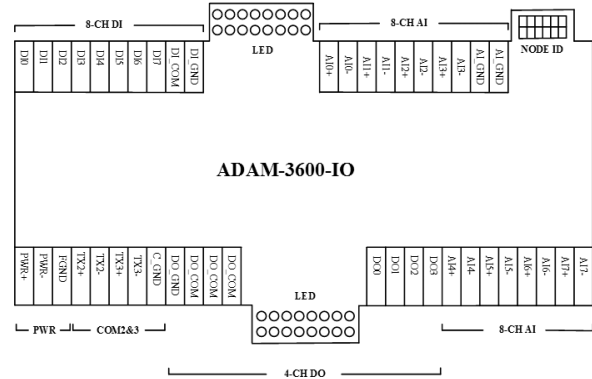 8-CH DI
8-CH AI
LED
NODE ID
DI0
DI1
DI2
DI3
DI4
DI5
DI6
DI7
DI_COM
DI_GND
AI0+
AI0-
AI1+
AI1-
AI2+
AI2-
AI3+
AI3-
AI_GND
AI_GND
ADAM-3600-IO
PWR+
PWR-
FGND
TX2+
TX2-
TX3+
TX3-
C_GND
DO_GND
DO_COM
DO_COM
DO_COM
DO0
DO1
DO2
DO3
AI4+
AI4-
AI5+
AI5-
AI6+
AI6-
AI7+
AI7-
LED
PWR
COM2&3
8-CH AI
4-CH DO